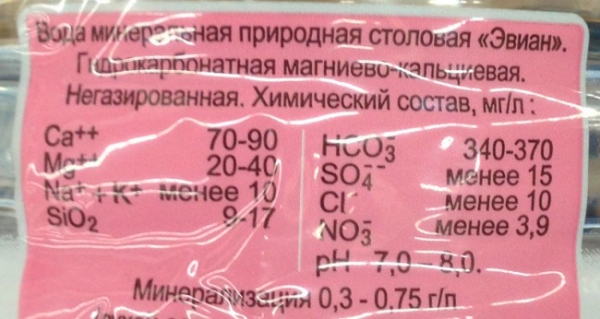 Вода минеральная природная столовая «Эвиан».
Гидрокарбонатная магниево-кальциевая.
Негазированная. Химический состав, мг/л :
Ca++ 70-90
Mg++ 20-40
Na+ + K+ менее 10
SiO2 9-17
HCO3- 340-370
SO4-- менее 15
Cl- менее 10
NO3- менее 3,9
pH 7,0 – 8,0.
Минерализация 0,3 - 0,75 г/л